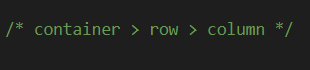 /* container > row > column */